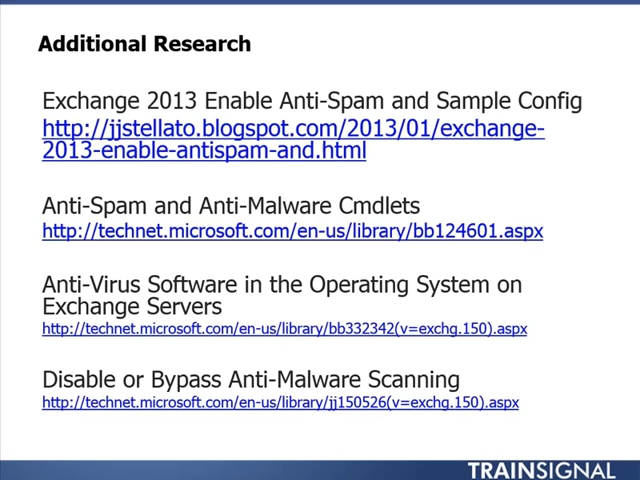 Additional Research
Exchange 2013 Enable Anti-Spam and Sample Config
http://jjstellato.blogspot.com/2013/01/exchange-
2013-enable-antispam-and.html
Anti-Spam and Anti-Malware Cmdlets
http://technet.microsoft.com/en-us/library/bb124601.aspx
Anti-Virus Software in the Operating System on
Exchange Servers
http://technet.microsoft.com/en-us/library/bb332342(v=exchg.150).aspx
Disable or Bypass Anti-Malware Scanning
http://technet.microsoft.com/en-us/library/jj150526(v=exchg.150).aspx
TRAINSIGNAL